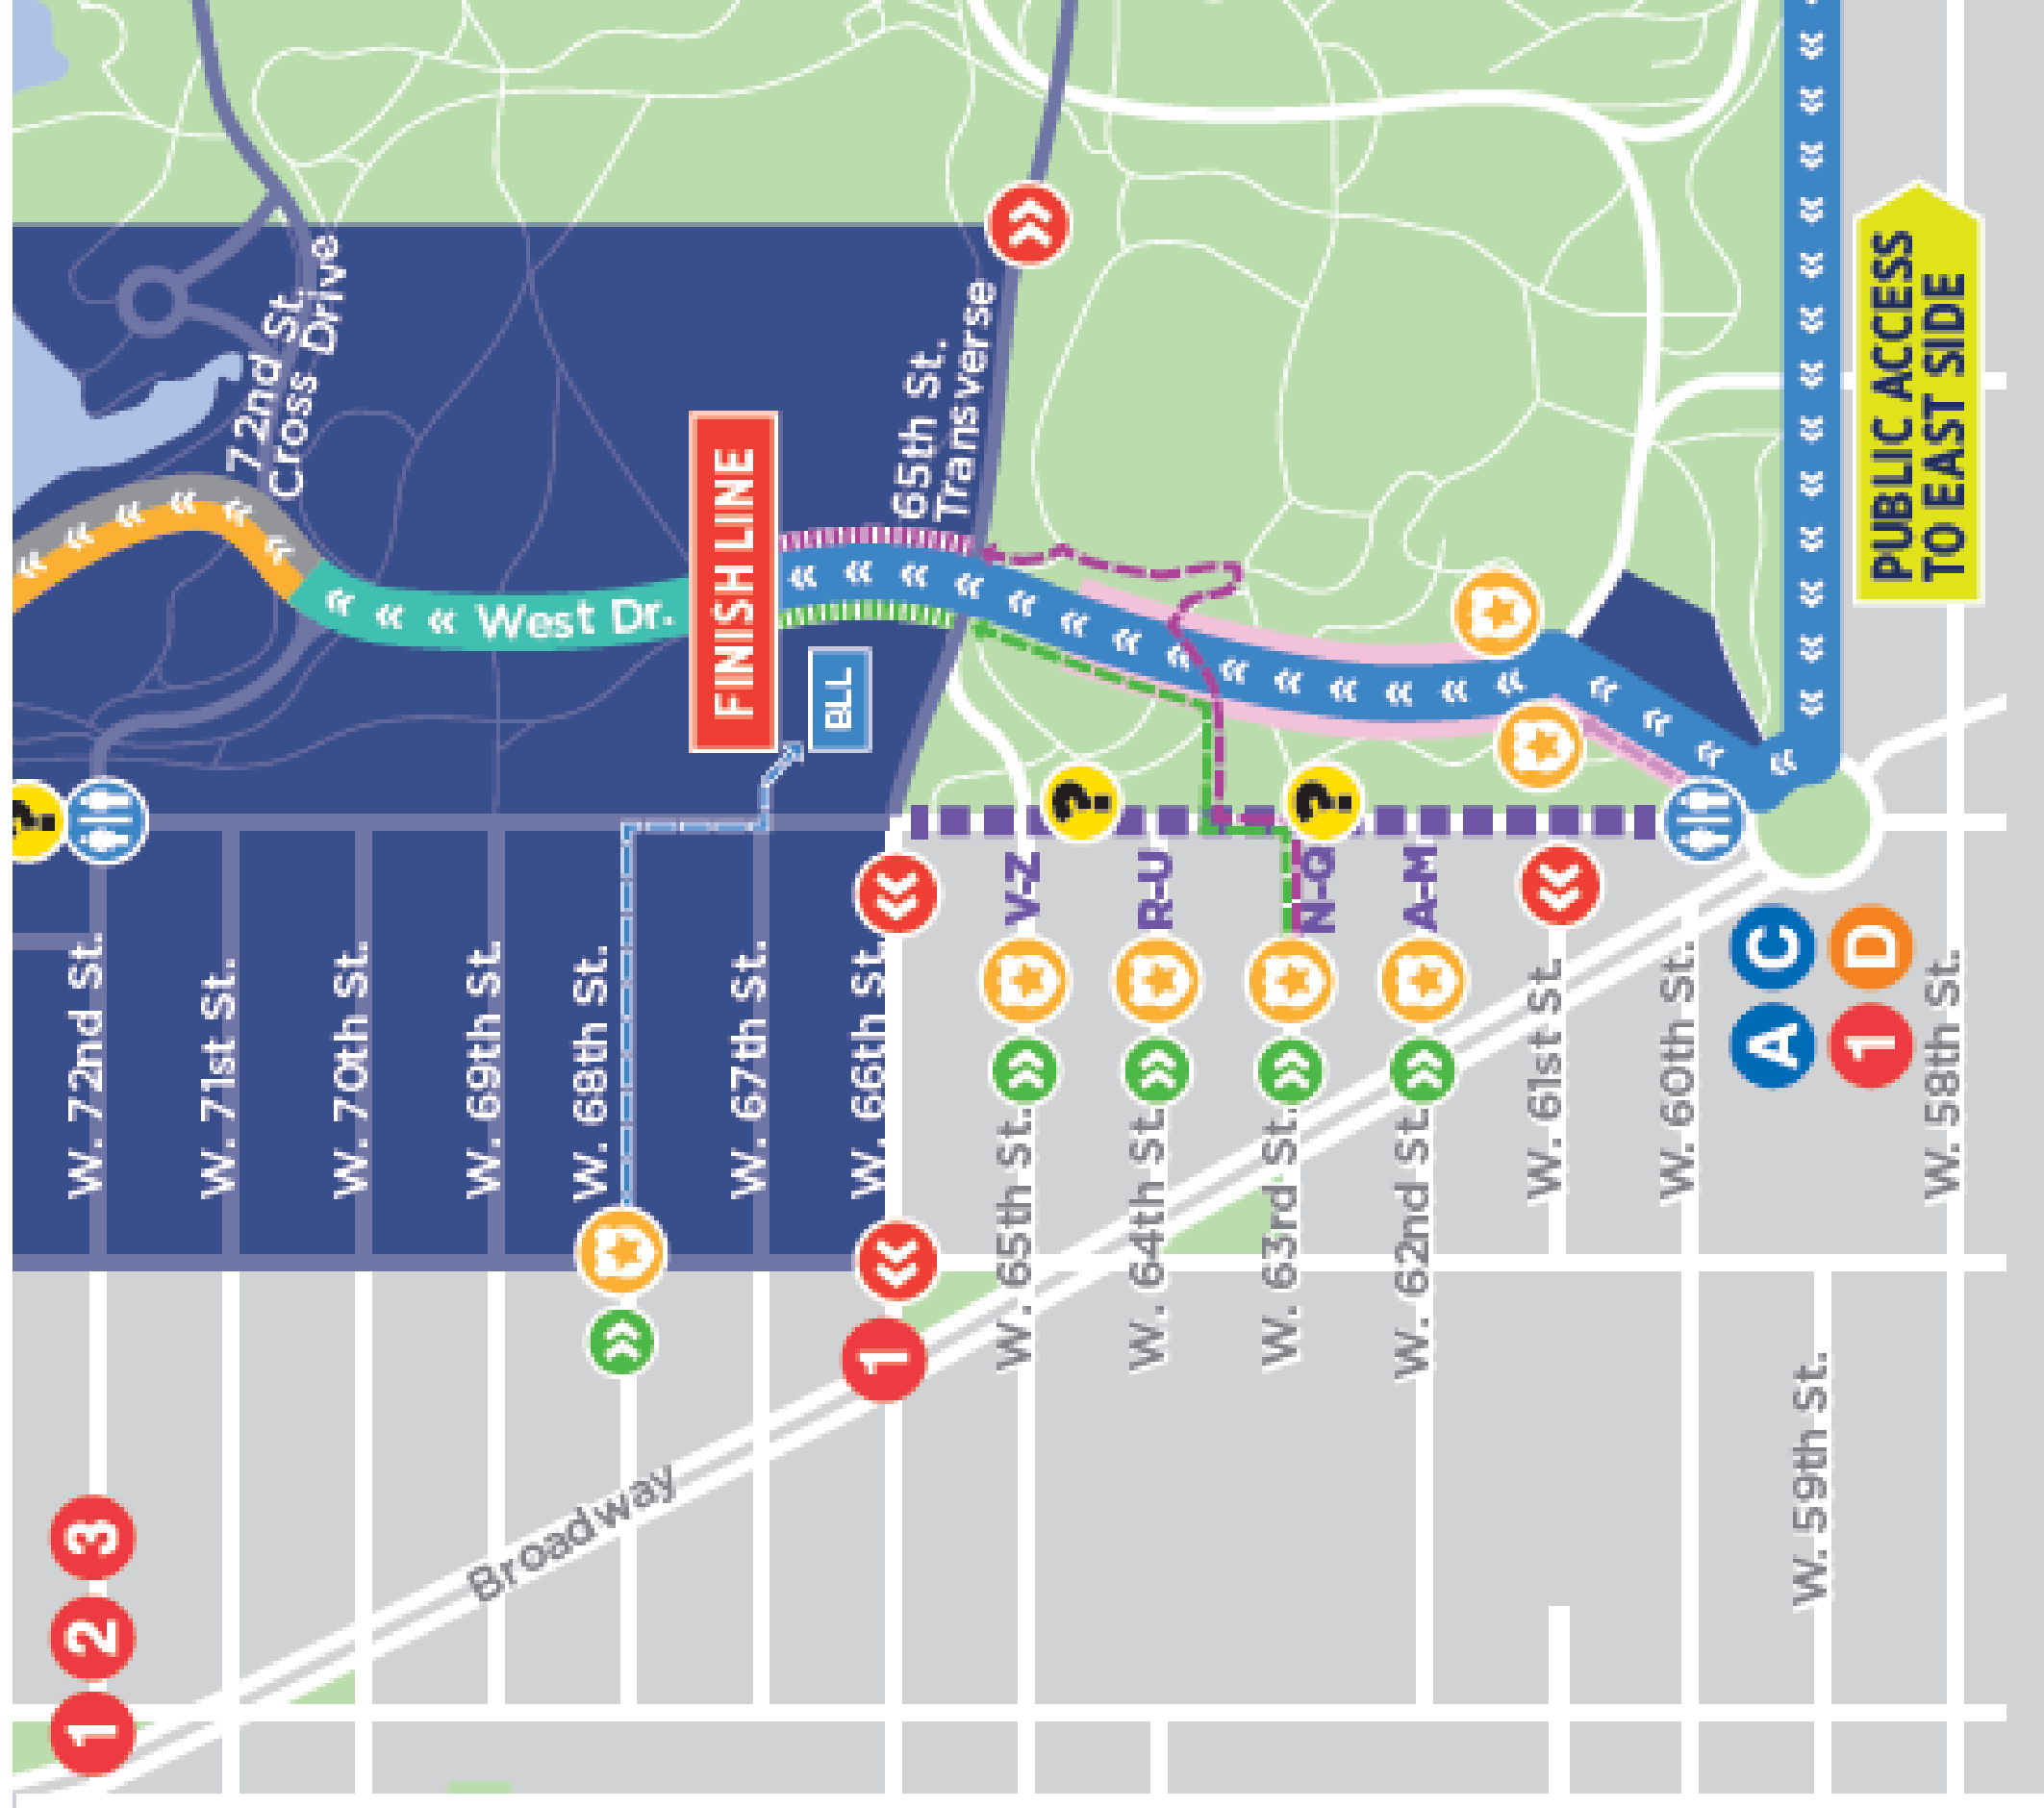 72nd St.
Cross Drive
65th St.
Transverse
FINISH LINE
West Dr.
BLL
PUBLIC ACCESS
TO EAST SIDE
?
?
?
V-Z
R-U
N-Q
A-M
W. 72nd St.
W. 71st St.
W. 70th St.
W. 69th St.
W. 68th St.
W. 67th St.
W. 66th St.
W. 65th St.
W. 64th St.
W. 63rd St.
W. 62nd St.
W. 61st St.
W. 60th St.
W. 59th St.
W. 58th St.
A C
1 D
1
1 2 3
Broadway